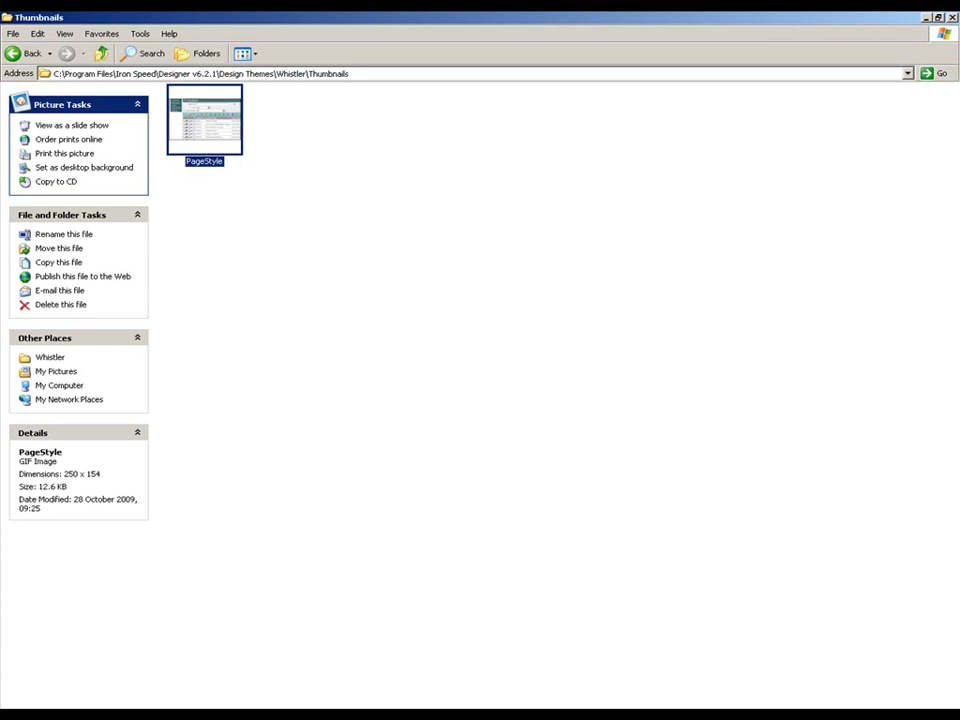 Thumbnails
File Edit View Favorites Tools Help
Back Search Folders
Address C:\Program Files\Iron Speed\Designer v6.2.1\Design Themes\Whistler\Thumbnails Go
Picture Tasks
View as a slide show
Order prints online
Print this picture
Set as desktop background
Copy to CD
PageStyle
File and Folder Tasks
Rename this file
Move this file
Copy this file
Publish this file to the Web
E-mail this file
Delete this file
Other Places
Whistler
My Pictures
My Computer
My Network Places
Details
PageStyle
GIF Image
Dimensions: 250 x 154
Size: 12.6 KB
Date Modified: 28 October 2009,
09:25